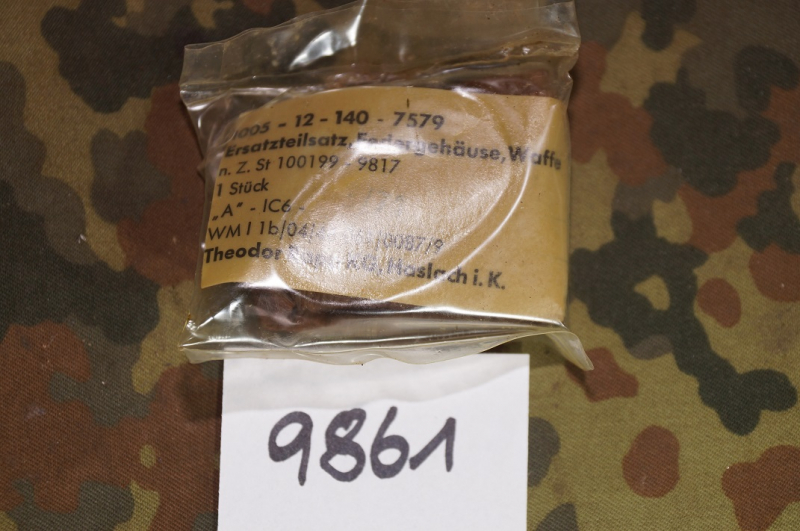 1005 - 12 - 140 - 7579
Ersatzteilsatz, Federgehäuse, Waffe
n. Z. St 100199 - 9817
1 Stück
„A" - IC6 -
WM I 1b/04
Theodor Haslach i. K.
9861